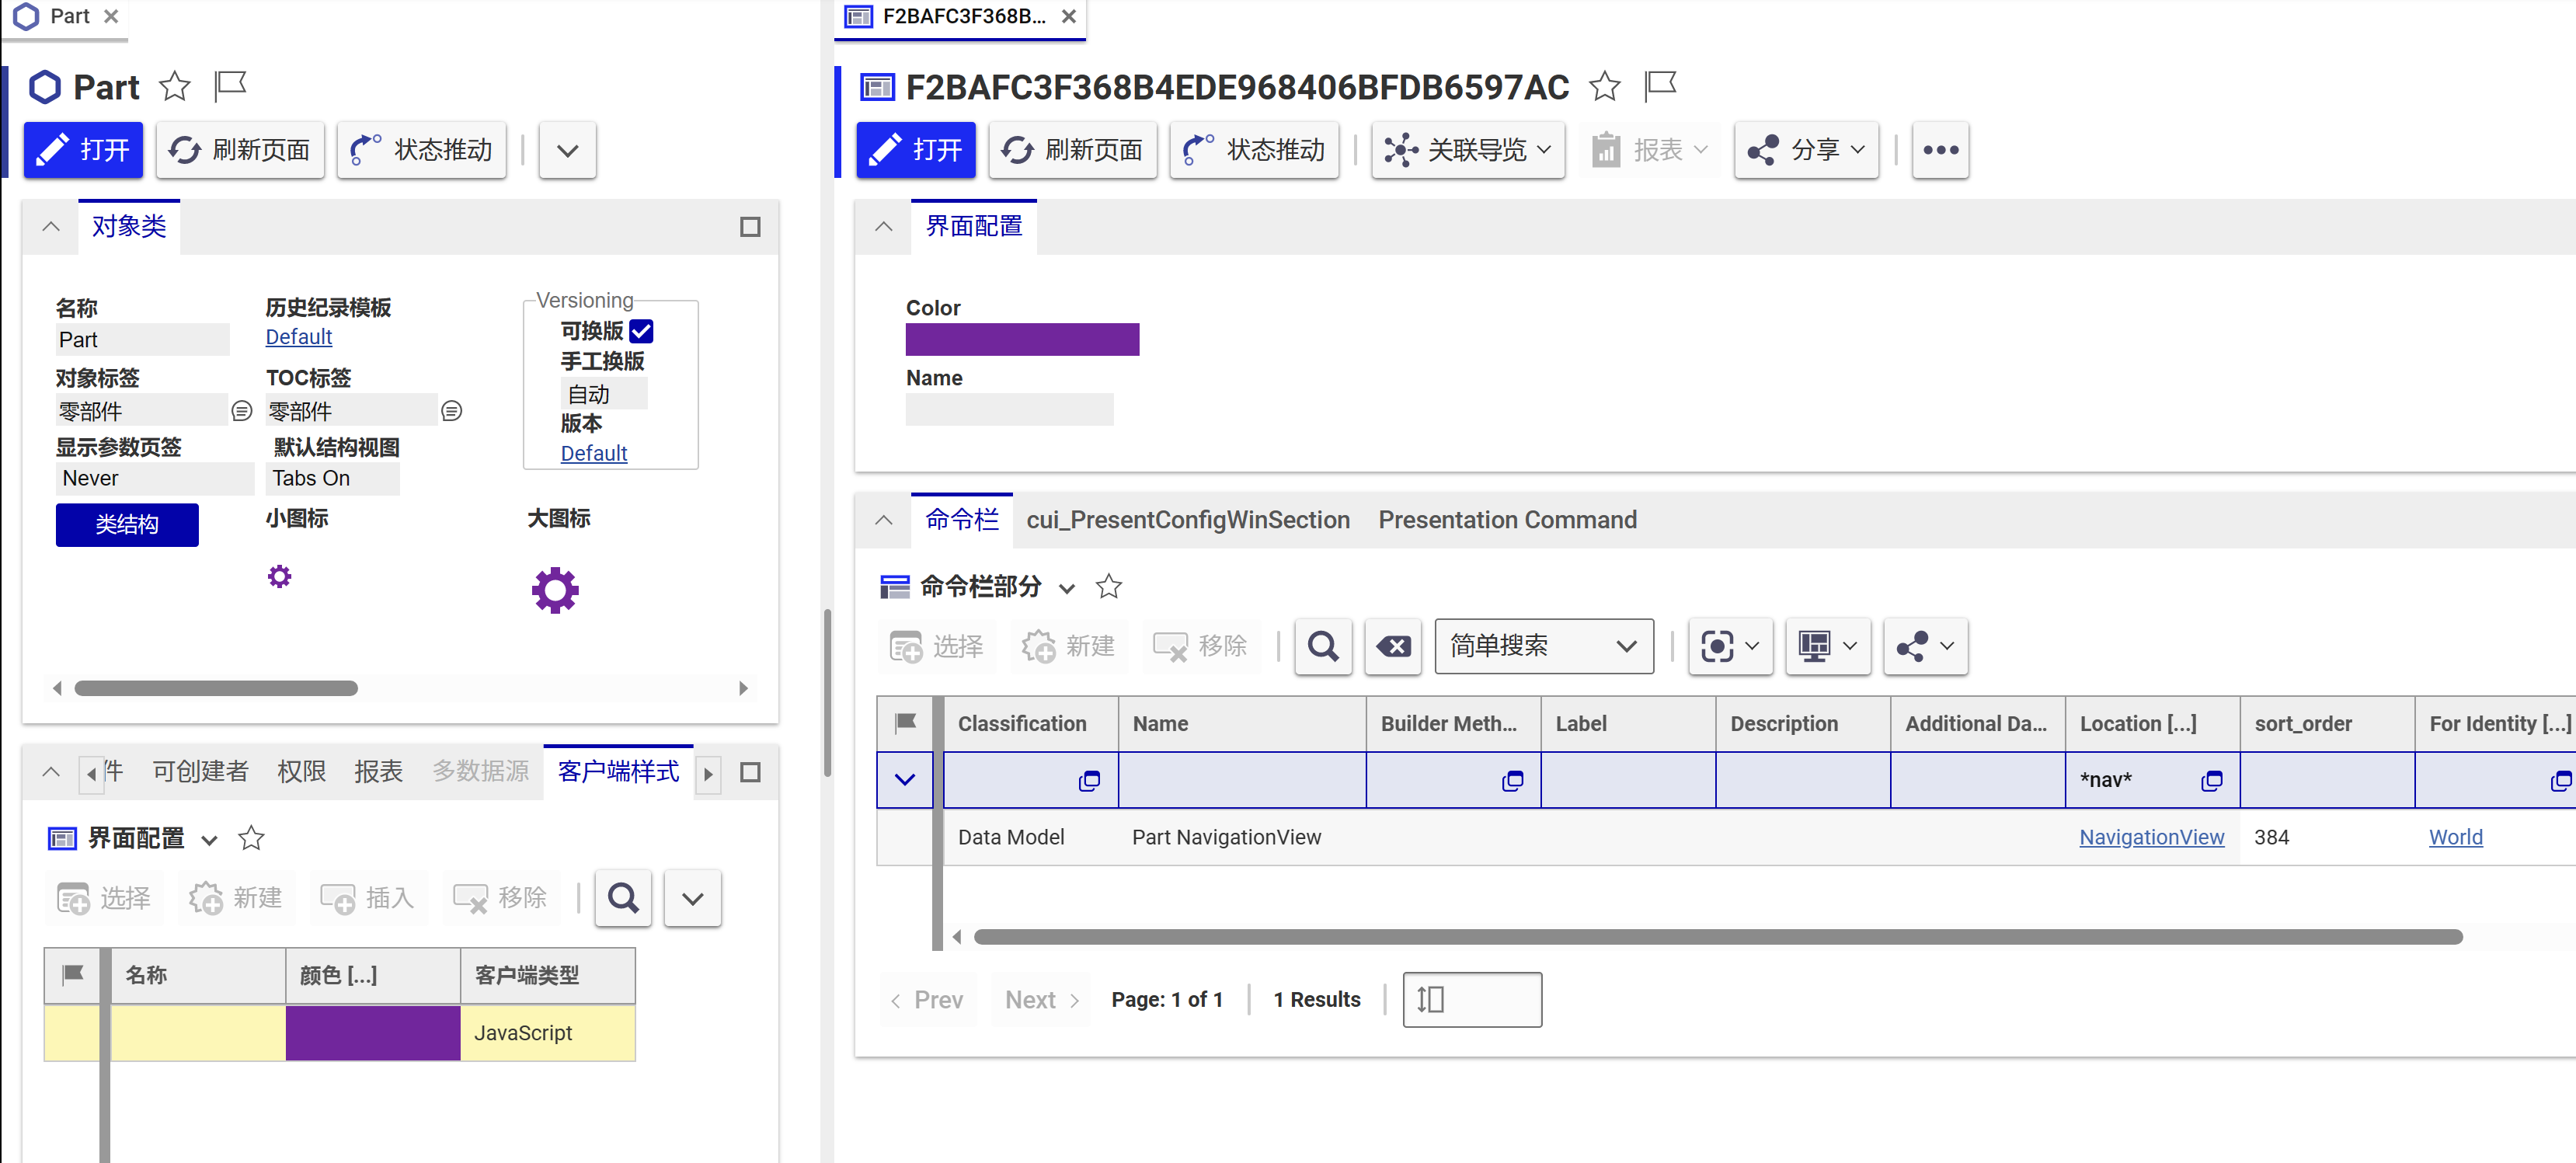 Part
Part
打开
刷新页面
状态推动
对象类
名称
历史纪录模板
Part
Default
Versioning
可换版
手工换版
自动
版本
Default
对象标签
TOC标签
零部件
零部件
显示参数页签
默认结构视图
Never
Tabs On
类结构
小图标
大图标
件 可创建者 权限 报表 多数据源 客户端样式
界面配置
选择 新建 插入 移除
名称 颜色 [...] 客户端类型
JavaScript
F2BAFC3F368B...
F2BAFC3F368B4EDE968406BFDB6597AC
打开 刷新页面 状态推动 关联导览 报表 分享
界面配置
Color
Name
命令栏 cui_PresentConfigWinSection Presentation Command
命令栏部分
选择 新建 移除 简单搜索
Classification Name Builder Meth... Label Description Additional Da... Location [...] sort_order For Identity [...]
*nav*
Data Model Part NavigationView NavigationView 384 World
Prev Next Page: 1 of 1 1 Results